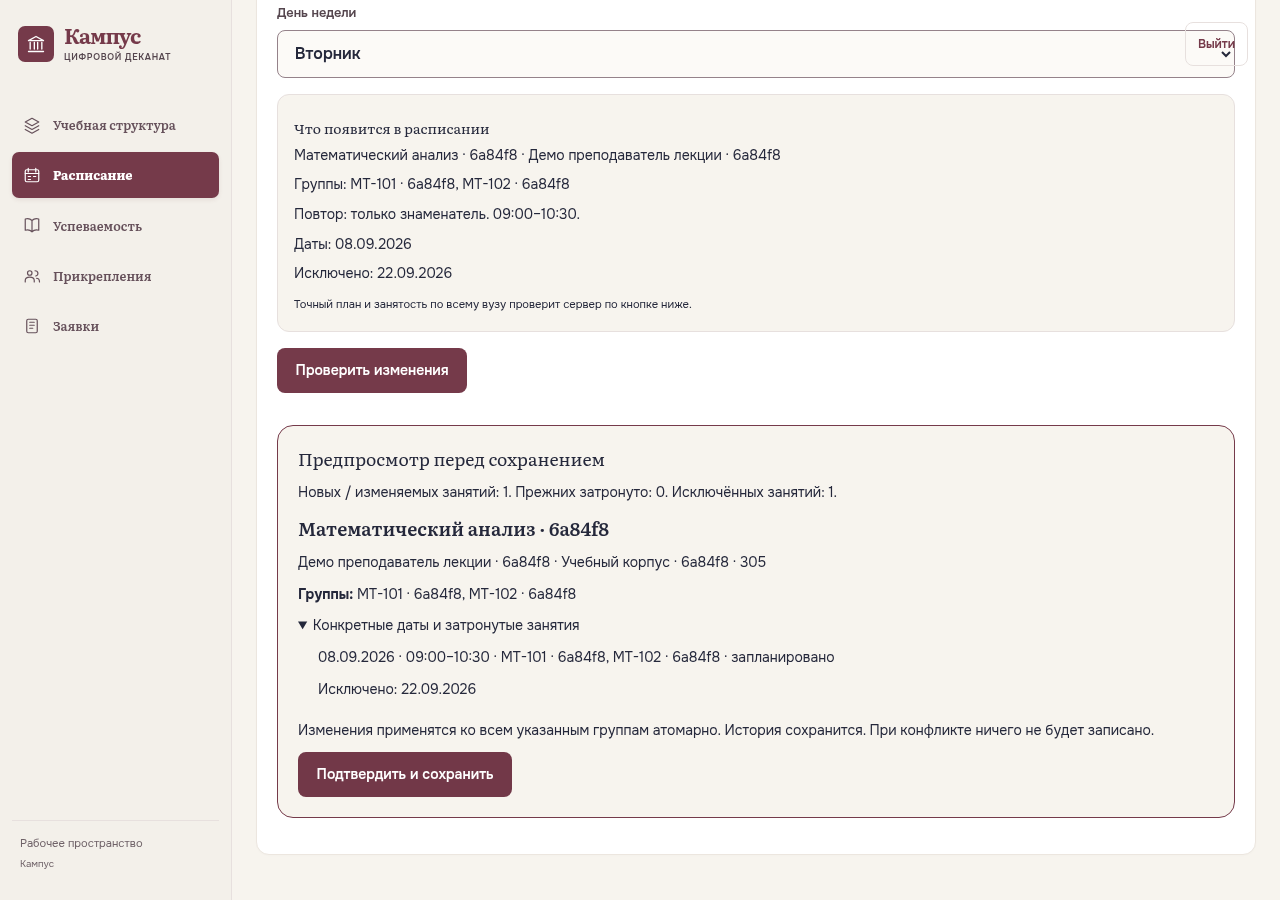 Кампус
ЦИФРОВОЙ ДЕКАНАТ
Учебная структура
Расписание
Успеваемость
Прикрепления
Заявки
Рабочее пространство
Кампус
День недели
Выйти
Вторник
Что появится в расписании
Математический анализ · 6a84f8 · Демо преподаватель лекции · 6a84f8
Группы: МТ-101 · 6a84f8, МТ-102 · 6a84f8
Повтор: только знаменатель. 09:00–10:30.
Даты: 08.09.2026
Исключено: 22.09.2026
Точный план и занятость по всему вузу проверит сервер по кнопке ниже.
Проверить изменения
Предпросмотр перед сохранением
Новых / изменяемых занятий: 1. Прежних затронуто: 0. Исключённых занятий: 1.
Математический анализ · 6a84f8
Демо преподаватель лекции · 6a84f8 · Учебный корпус · 6a84f8 · 305
Группы: МТ-101 · 6a84f8, МТ-102 · 6a84f8
Конкретные даты и затронутые занятия
08.09.2026 · 09:00–10:30 · МТ-101 · 6a84f8, МТ-102 · 6a84f8 · запланировано
Исключено: 22.09.2026
Изменения применятся ко всем указанным группам атомарно. История сохранится. При конфликте ничего не будет записано.
Подтвердить и сохранить